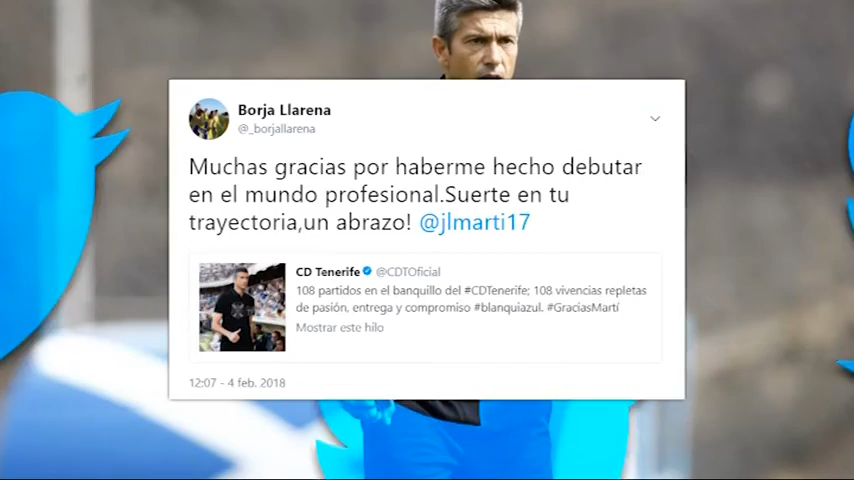 Borja Llarena
@_borjallarena
Muchas gracias por haberme hecho debutar
en el mundo profesional.Suerte en tu
trayectoria,un abrazo! @jlmarti17
CD Tenerife @CDTOficial
108 partidos en el banquillo del #CDTenerife; 108 vivencias repletas
de pasión, entrega y compromiso #blanquiazul. #GraciasMartí
Mostrar este hilo
12:07 - 4 feb. 2018